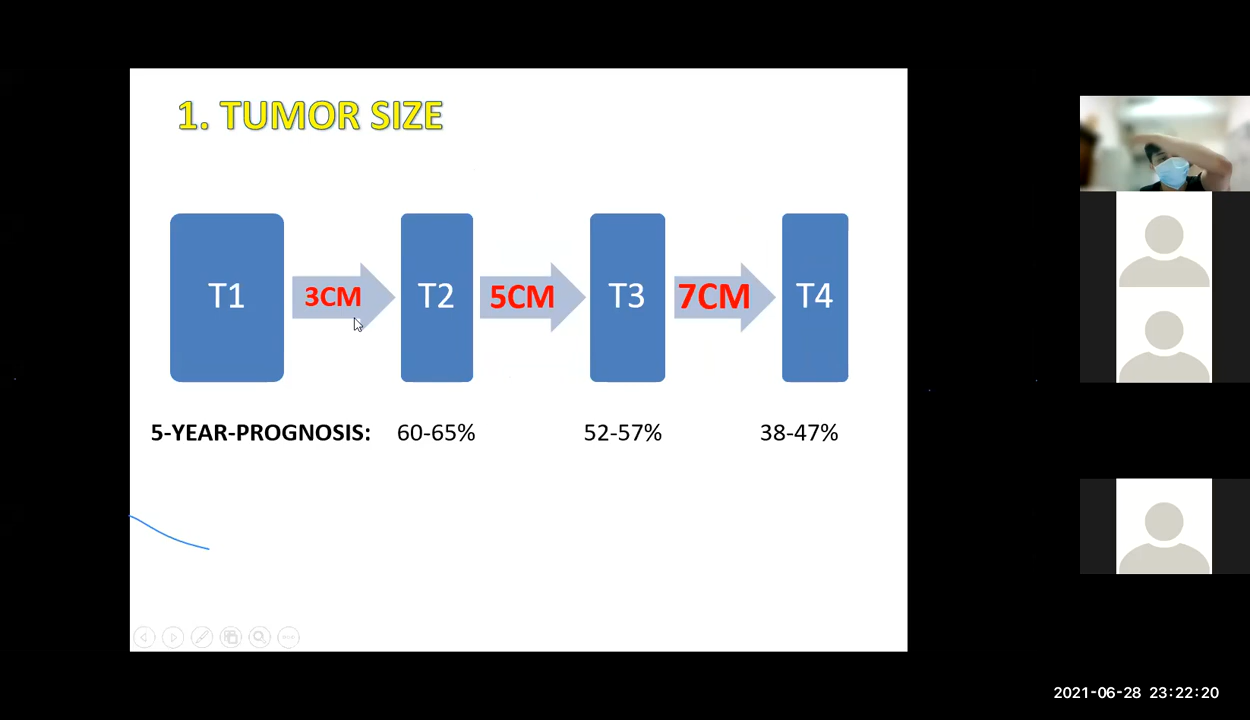 1. TUMOR SIZE
T1 3CM T2 5CM T3 7CM T4
5-YEAR-PROGNOSIS: 60-65% 52-57% 38-47%
2021-06-28 23:22:20